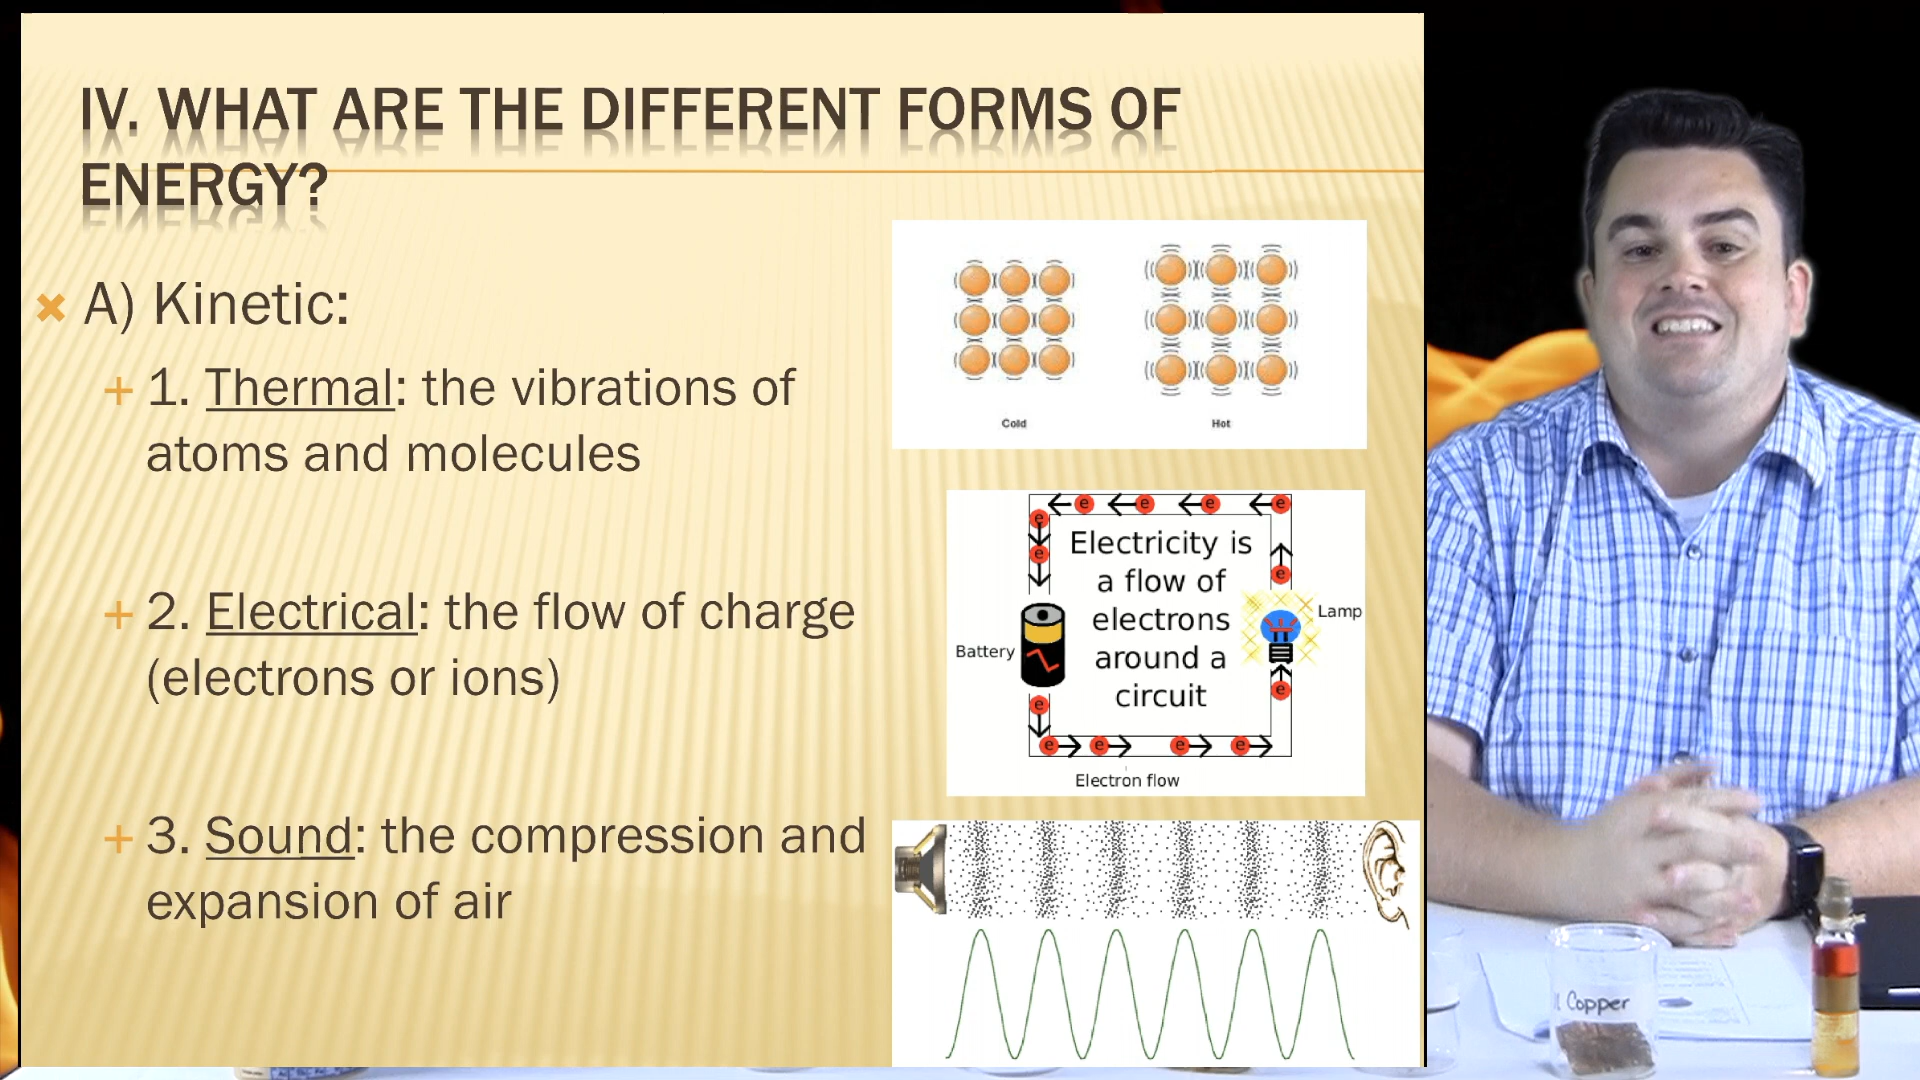 IV. WHAT ARE THE DIFFERENT FORMS OF
ENERGY?
A) Kinetic:
1. Thermal: the vibrations of
atoms and molecules
2. Electrical: the flow of charge
(electrons or ions)
3. Sound: the compression and
expansion of air
Cold
Hot
e e e e
e
e
e
e
e
e e e e
Electricity is
a flow of
electrons
around a
circuit
Battery
Lamp
Electron flow
Copper